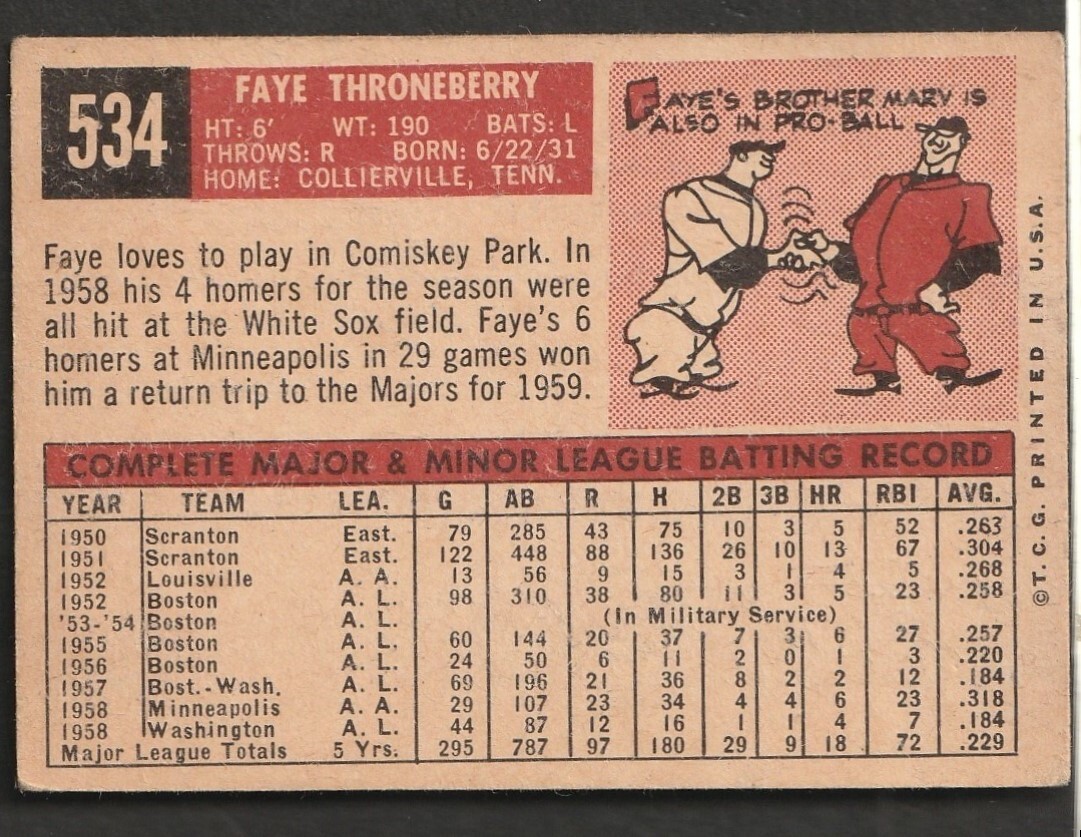 534
FAYE THRONEBERRY
HT: 6' WT: 190 BATS: L
THROWS: R BORN: 6/22/31
HOME: COLLIERVILLE, TENN.
FAYE'S BROTHER MARV IS
ALSO IN PRO-BALL
Faye loves to play in Comiskey Park. In
1958 his 4 homers for the season were
all hit at the White Sox field. Faye's 6
homers at Minneapolis in 29 games won
him a return trip to the Majors for 1959.
COMPLETE MAJOR & MINOR LEAGUE BATTING RECORD
YEAR TEAM LEA. G AB R H 2B 3B HR RBI AVG.
1950 Scranton East. 79 285 43 75 10 3 5 52 .263
1951 Scranton East. 122 448 88 136 26 10 13 67 .304
1952 Louisville A. A. 13 56 9 15 3 1 4 5 .268
1952 Boston A. L. 98 310 38 80 11 3 5 23 .258
'53-'54 Boston A. L. (In Military Service)
1955 Boston A. L. 60 144 20 37 7 3 6 27 .257
1956 Boston A. L. 24 50 6 11 2 0 1 3 .220
1957 Bost.-Wash. A. L. 69 196 21 36 8 2 2 12 .184
1958 Minneapolis A. A. 29 107 23 34 4 4 6 23 .318
1958 Washington A. L. 44 87 12 16 1 1 4 7 .184
Major League Totals 5 Yrs. 295 787 97 180 29 9 18 72 .229
©T. C. G. PRINTED IN U.S.A.